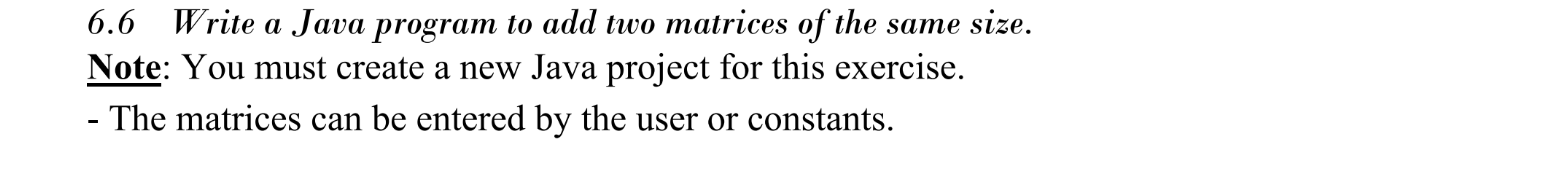 6.6 Write a Java program to add two matrices of the same size.
Note: You must create a new Java project for this exercise.
- The matrices can be entered by the user or constants.